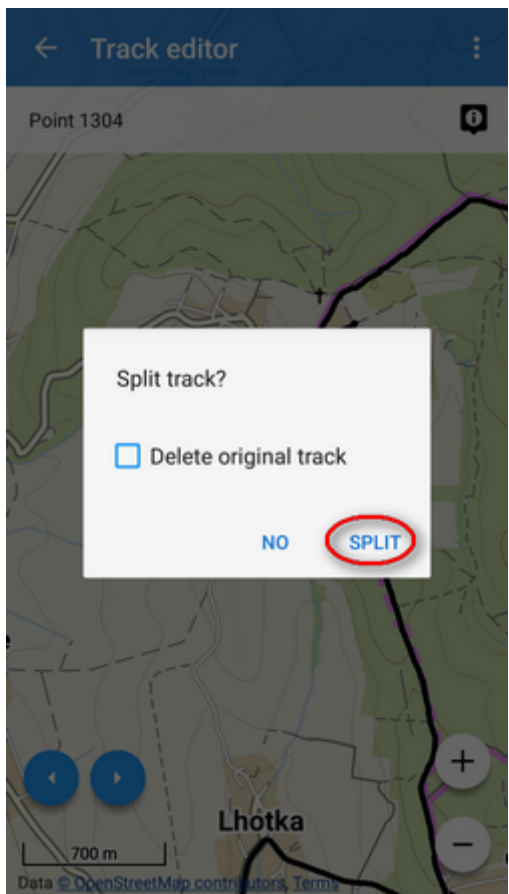 Track editor
Point 1304
Split track?
Delete original track
NO
SPLIT
Lhotka
700 m
Data © OpenStreetMap contributors, Terms